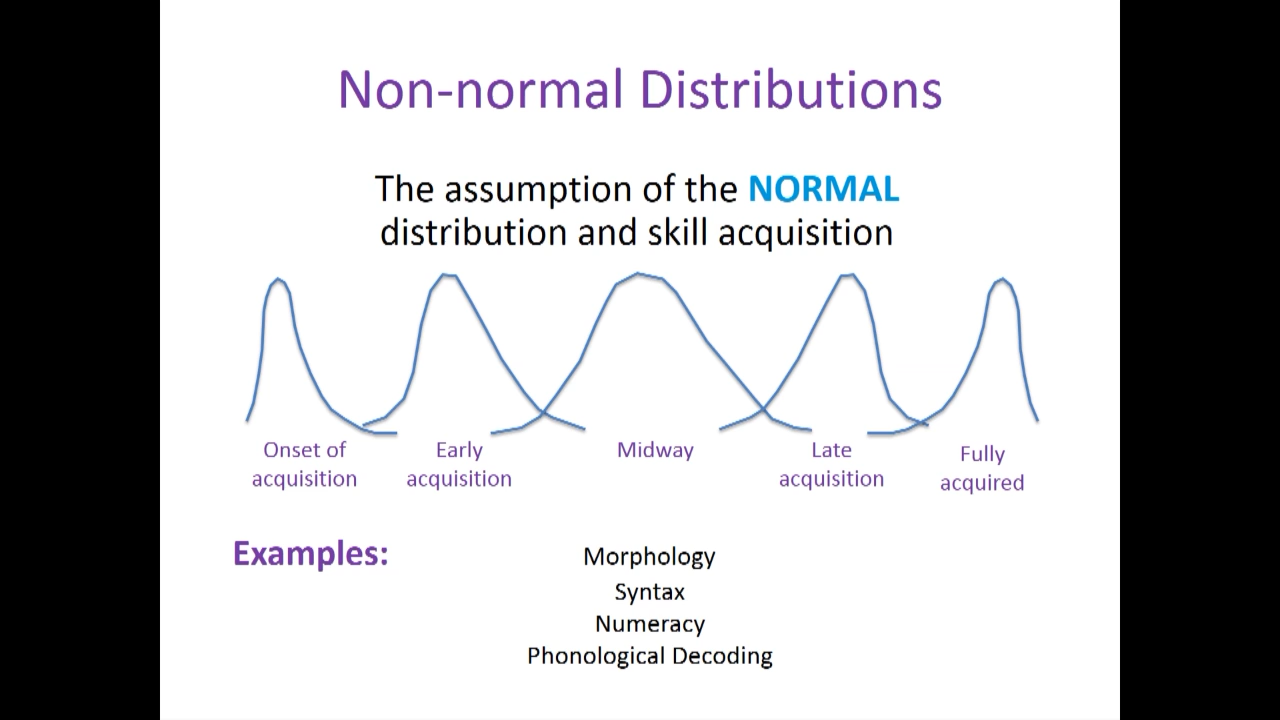 Non-normal Distributions
The assumption of the NORMAL
distribution and skill acquisition
Onset of
acquisition
Early
acquisition
Midway
Late
acquisition
Fully
acquired
Examples:
Morphology
Syntax
Numeracy
Phonological Decoding